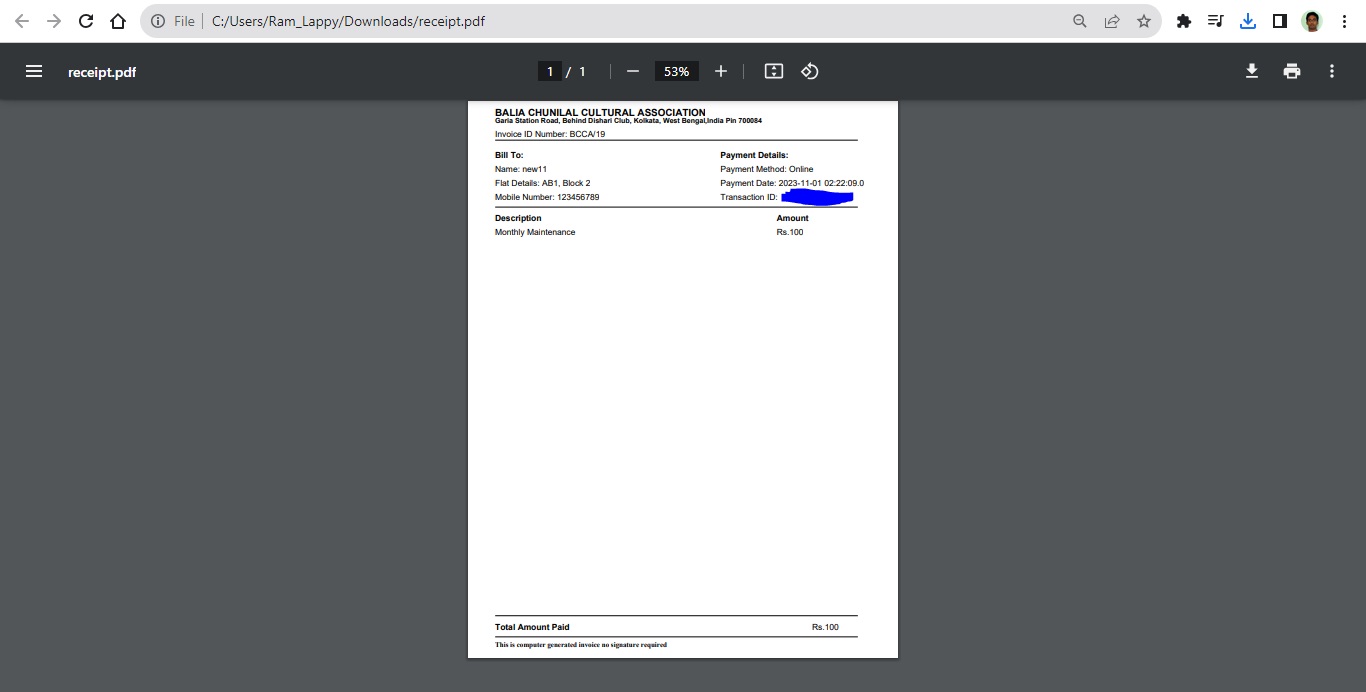 File C:/Users/Ram_Lappy/Downloads/receipt.pdf
receipt.pdf
1 / 1
53%
BALIA CHUNILAL CULTURAL ASSOCIATION
Garia Station Road, Behind Dishari Club, Kolkata, West Bengal,India Pin 700084
Invoice ID Number: BCCA/19
Bill To:
Payment Details:
Name: new11
Payment Method: Online
Flat Details: AB1, Block 2
Payment Date: 2023-11-01 02:22:09.0
Mobile Number: 123456789
Transaction ID:
Description
Amount
Monthly Maintenance
Rs.100
Total Amount Paid
Rs.100
This is computer generated invoice no signature required